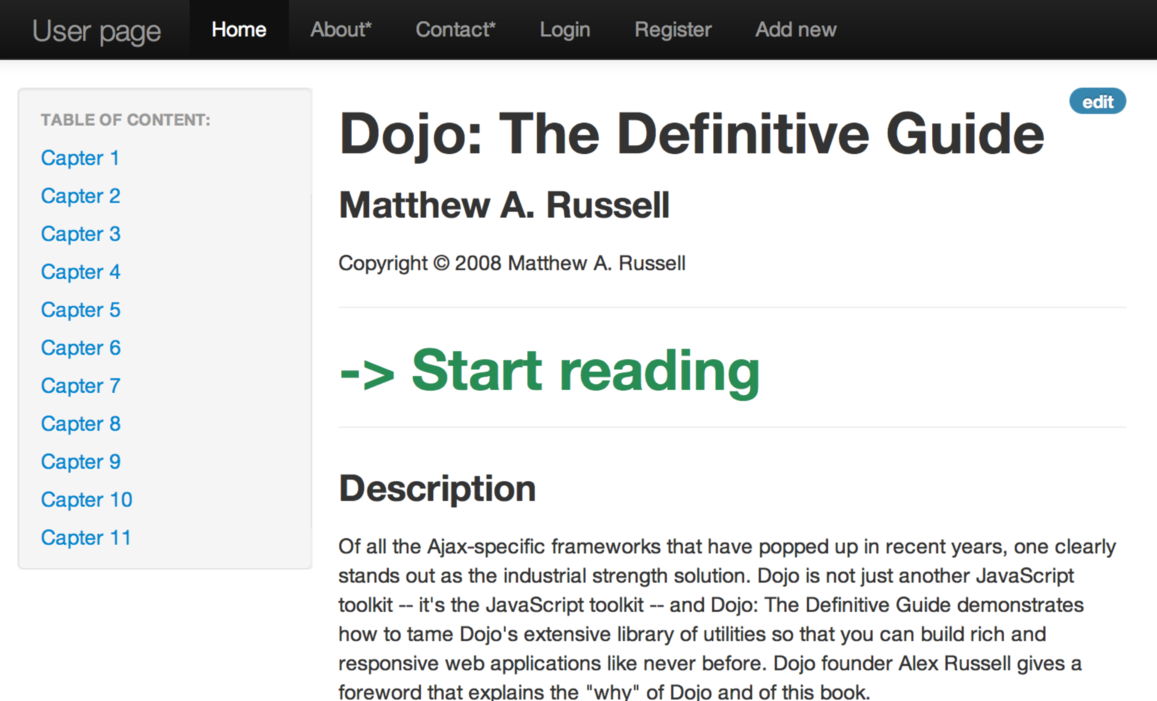 User page Home About* Contact* Login Register Add new
TABLE OF CONTENT:
Capter 1
Capter 2
Capter 3
Capter 4
Capter 5
Capter 6
Capter 7
Capter 8
Capter 9
Capter 10
Capter 11
edit
Dojo: The Definitive Guide
Matthew A. Russell
Copyright © 2008 Matthew A. Russell
-> Start reading
Description
Of all the Ajax-specific frameworks that have popped up in recent years, one clearly
stands out as the industrial strength solution. Dojo is not just another JavaScript
toolkit -- it's the JavaScript toolkit -- and Dojo: The Definitive Guide demonstrates
how to tame Dojo's extensive library of utilities so that you can build rich and
responsive web applications like never before. Dojo founder Alex Russell gives a
foreword that explains the "why" of Dojo and of this book.